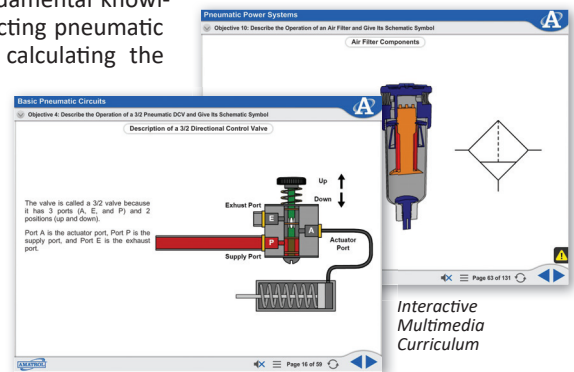 damental knowl-
cting pneumatic
calculating the
Pneumatic Power Systems
Objective 10: Describe the Operation of an Air Filter and Give Its Schematic Symbol
A
Air Filter Components
Page 63 of 131
Basic Pneumatic Circuits
Objective 4: Describe the Operation of a 3/2 Pneumatic DCV and Give Its Schematic Symbol
A
Description of a 3/2 Directional Control Valve
The valve is called a 3/2 valve because
it has 3 ports (A, E, and P) and 2
positions (up and down).
Port A is the actuator port, Port P is the
supply port, and Port E is the exhaust
port.
Up
Down
Exhust Port
E
A
P
Actuator
Port
Supply Port
AMATROL
Page 16 of 59
Interactive
Multimedia
Curriculum